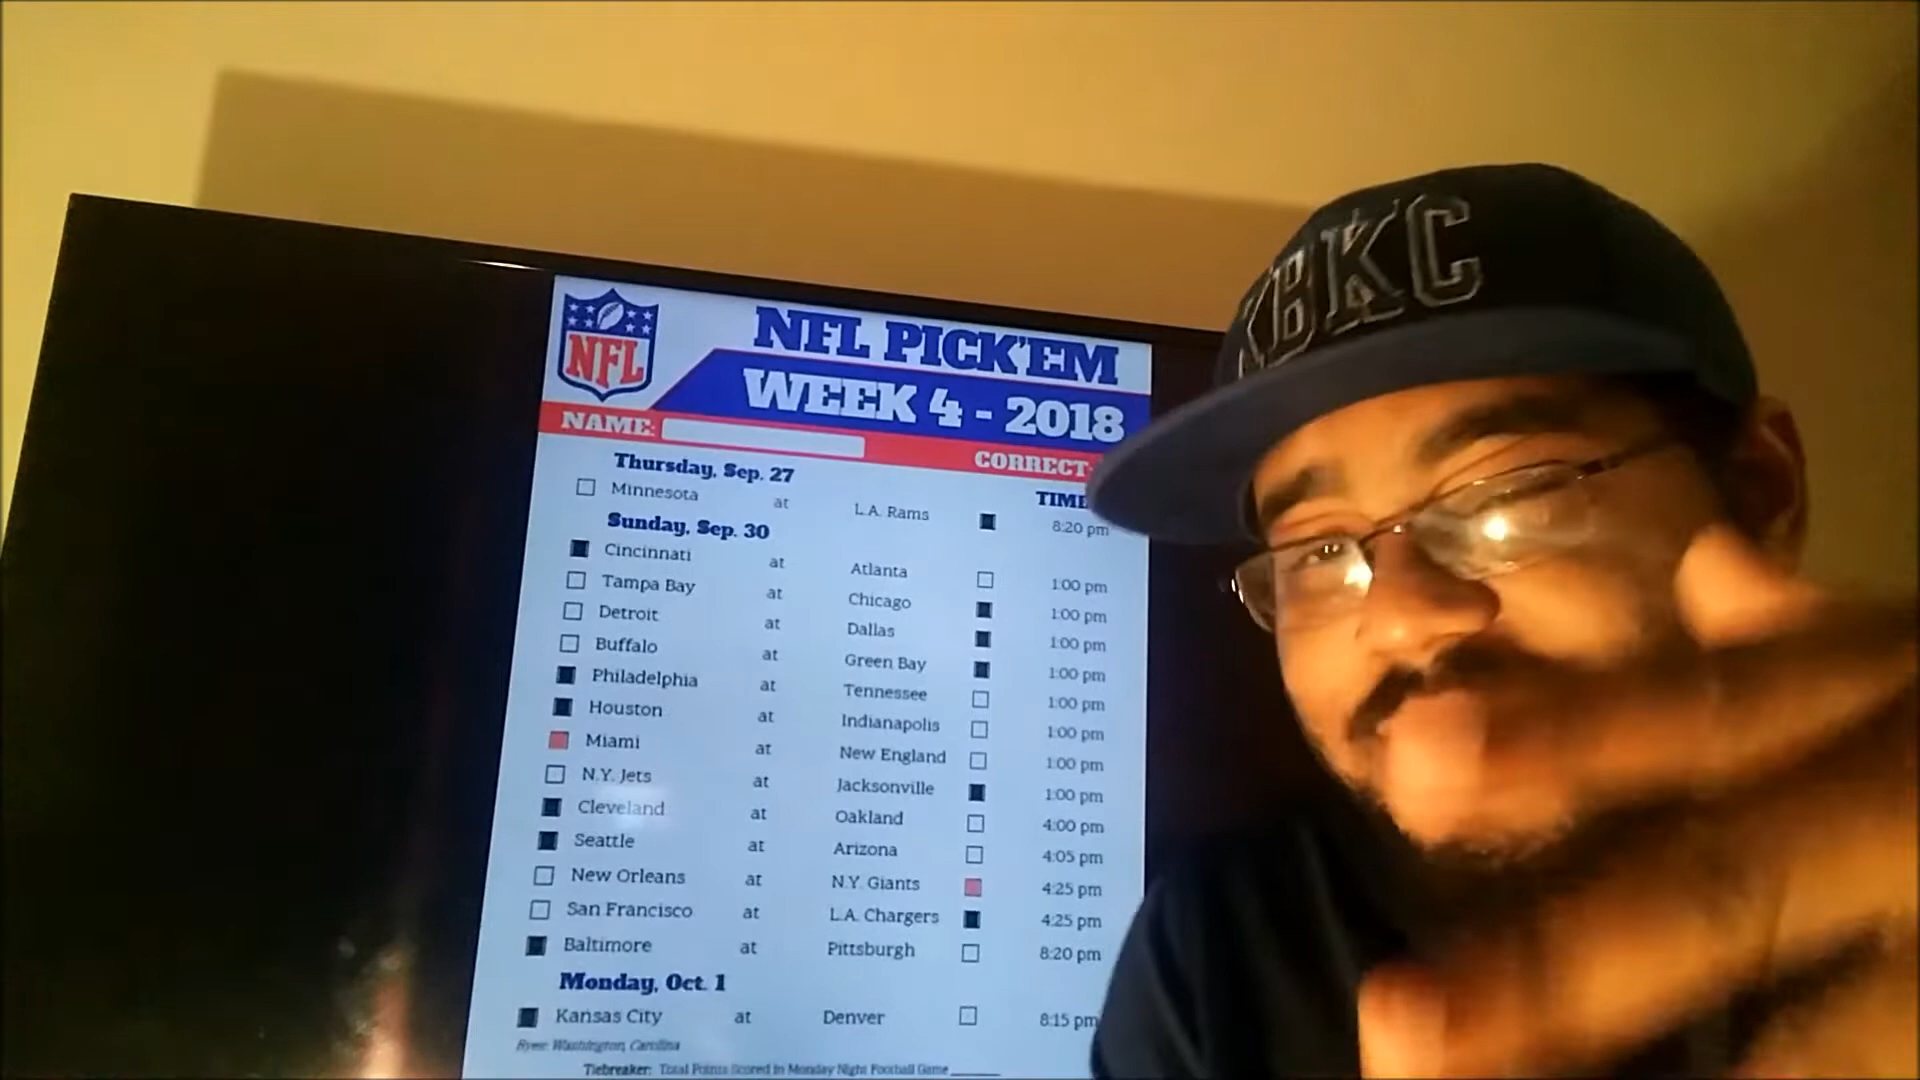 KBKC
NFL
NFL PICK'EM
WEEK 4 - 2018
NAME:
CORRECT:
Thursday, Sep. 27
TIME
Minnesota at L.A. Rams 8:20 pm
Sunday, Sep. 30
Cincinnati at Atlanta 1:00 pm
Tampa Bay at Chicago 1:00 pm
Detroit at Dallas 1:00 pm
Buffalo at Green Bay 1:00 pm
Philadelphia at Tennessee 1:00 pm
Houston at Indianapolis 1:00 pm
Miami at New England 1:00 pm
N.Y. Jets at Jacksonville 1:00 pm
Cleveland at Oakland 4:00 pm
Seattle at Arizona 4:05 pm
New Orleans at N.Y. Giants 4:25 pm
San Francisco at L.A. Chargers 4:25 pm
Baltimore at Pittsburgh 8:20 pm
Monday, Oct. 1
Kansas City at Denver 8:15 pm
Byes: Washington, Carolina
Tiebreaker: Total Points Scored in Monday Night Football Game